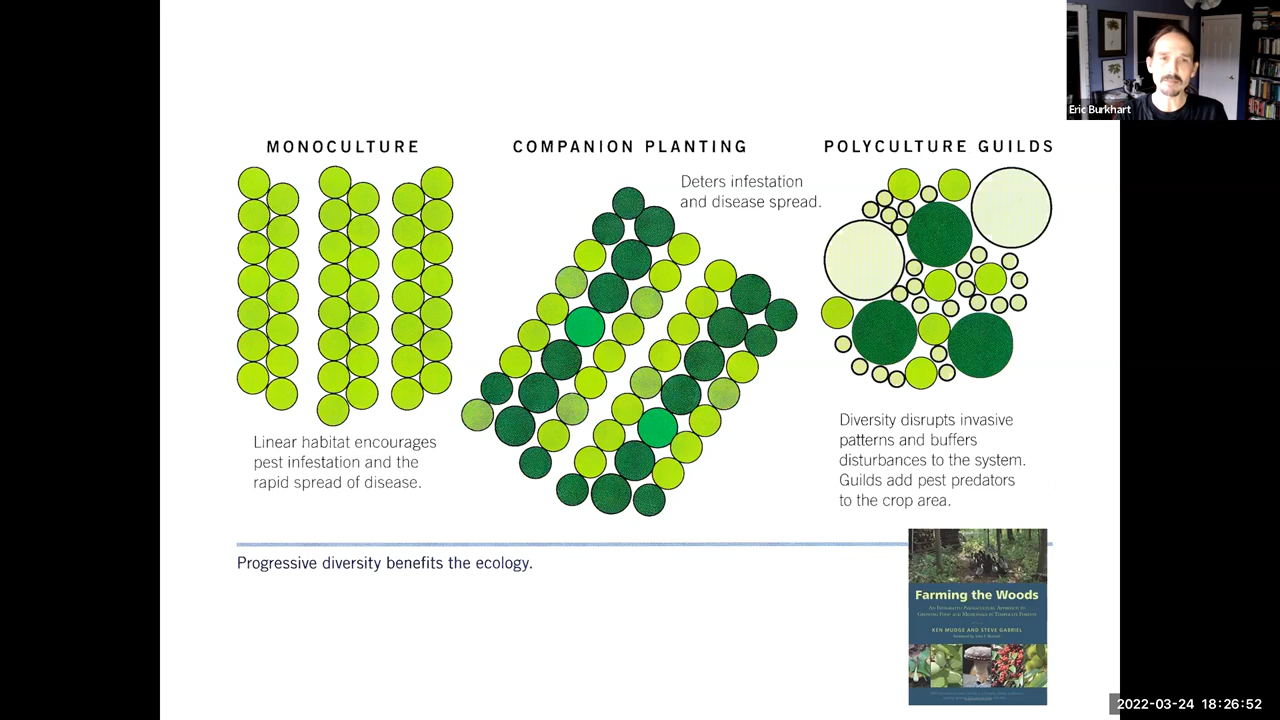 Eric Burkhart
MONOCULTURE
COMPANION PLANTING
POLYCULTURE GUILDS
Deters infestation
and disease spread.
Linear habitat encourages
pest infestation and the
rapid spread of disease.
Diversity disrupts invasive
patterns and buffers
disturbances to the system.
Guilds add pest predators
to the crop area.
Progressive diversity benefits the ecology.
Farming the Woods
An Integrated Permaculture Approach to
Growing Food and Medicinals in Temperate Forests
KEN MUDGE AND STEVE GABRIEL
2022-03-24 18:26:52